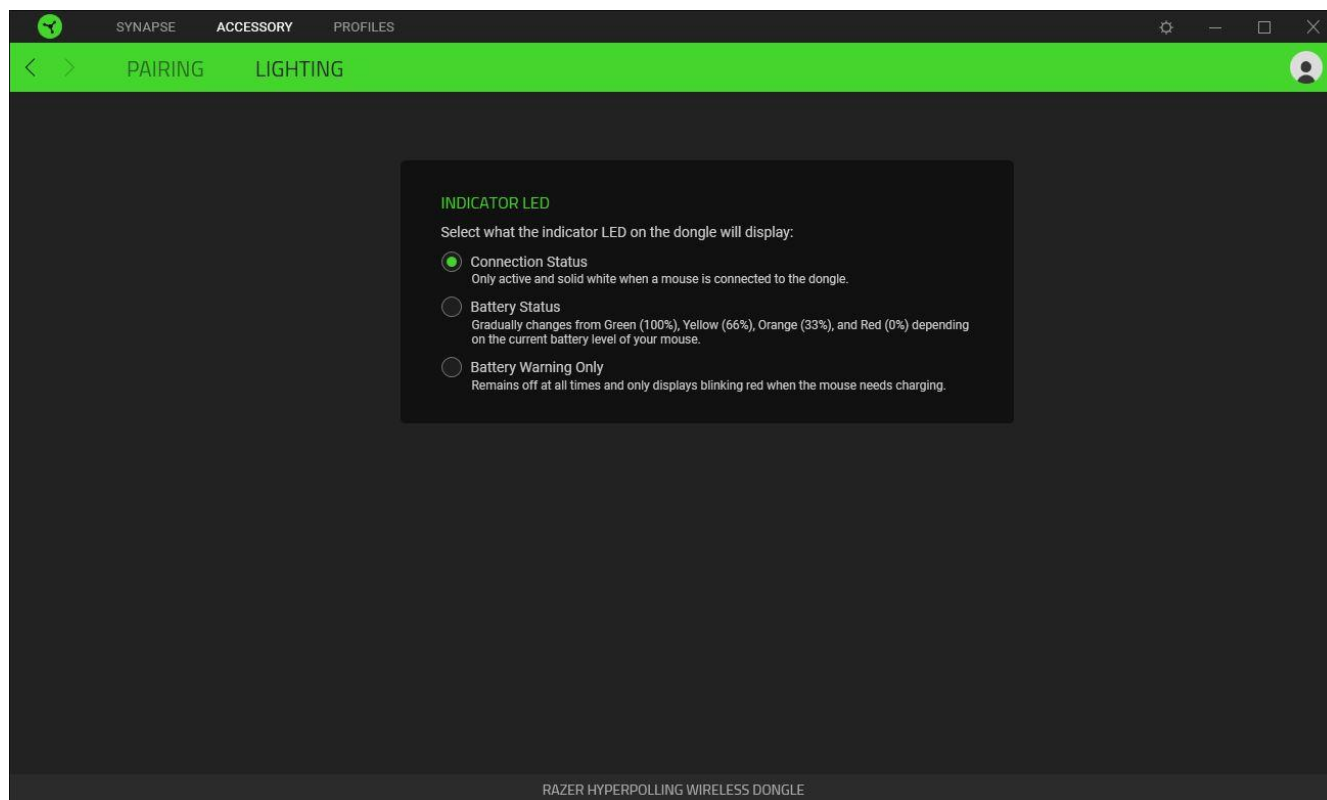 SYNAPSE ACCESSORY PROFILES
PAIRING LIGHTING
INDICATOR LED
Select what the indicator LED on the dongle will display:
Connection Status
Only active and solid white when a mouse is connected to the dongle.
Battery Status
Gradually changes from Green (100%), Yellow (66%), Orange (33%), and Red (0%) depending
on the current battery level of your mouse.
Battery Warning Only
Remains off at all times and only displays blinking red when the mouse needs charging.
RAZER HYPERPOLLING WIRELESS DONGLE